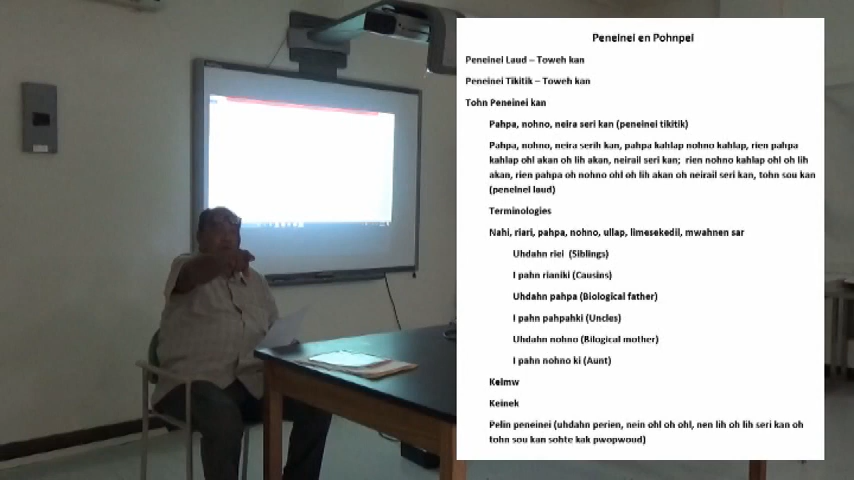 Peneinei en Pohnpei
Peneinei Laud – Toweh kan
Peneinei Tikitik – Toweh kan
Tohn Peneinei kan
Pahpa, nohno, neira seri kan (peneinei tikitik)
Pahpa, nohno, neira serih kan, pahpa kahlap nohno kahlap, rien pahpa
kahlap ohl akan oh lih akan, neirail seri kan; rien nohno kahlap ohl oh lih
akan, rien pahpa oh nohno ohl oh lih akan oh neirail seri kan, tohn sou kan
(peneinei laud)
Terminologies
Nahi, riari, pahpa, nohno, ullap, limesekedil, mwahnen sar
Uhdahn riei (Siblings)
I pahn rianiki (Causins)
Uhdahn pahpa (Biological father)
I pahn pahpahki (Uncles)
Uhdahn nohno (Bilogical mother)
I pahn nohno ki (Aunt)
Keimw
Keinek
Pelin peneinei (uhdahn perien, nein ohl oh ohl, nen lih oh lih seri kan oh
tohn sou kan sohte kak pwopwoud)